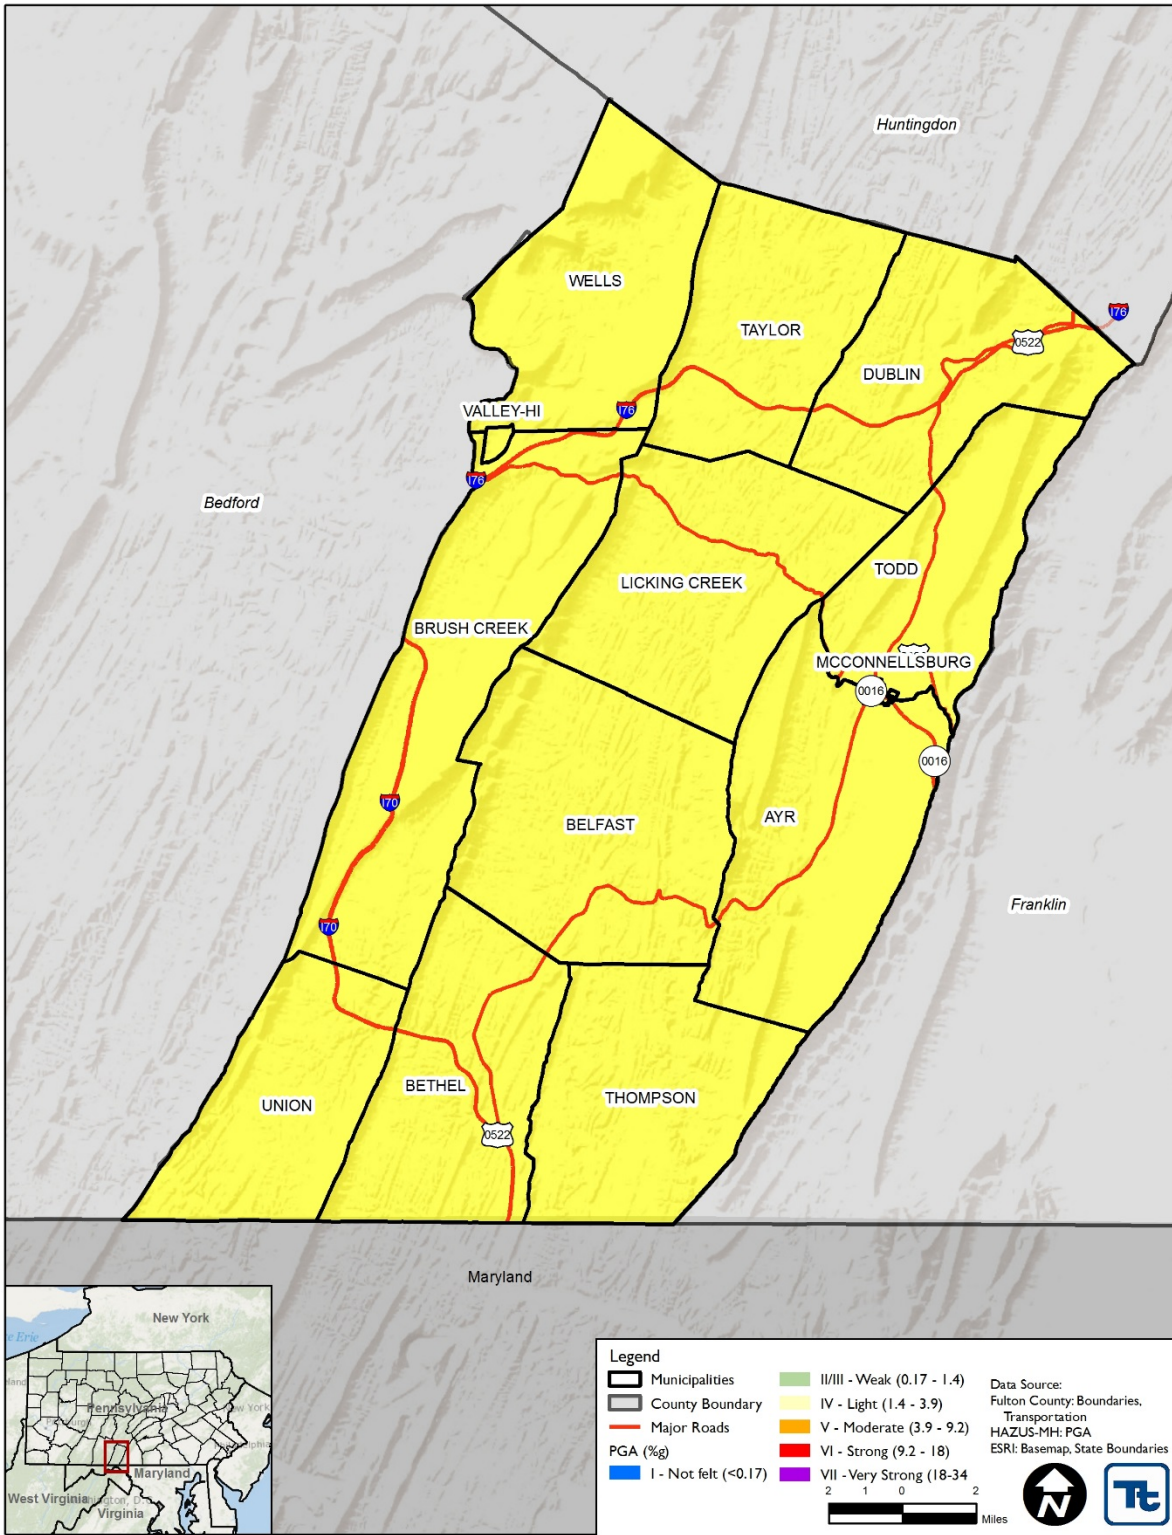 Huntingdon
WELLS
I76
TAYLOR
0522
DUBLIN
VALLEY-HI
I76
I76
Bedford
TODD
LICKING CREEK
BRUSH CREEK
MCCONNELLSBURG
0016
0016
I70
AYR
BELFAST
Franklin
I70
BETHEL
THOMPSON
UNION
0522
Maryland
New York
Pennsylvania
New York
Maryland
West Virginia
Virginia
Legend
Municipalities
County Boundary
Major Roads
PGA (%g)
I - Not felt (<0.17)
II/III - Weak (0.17 - 1.4)
IV - Light (1.4 - 3.9)
V - Moderate (3.9 - 9.2)
VI - Strong (9.2 - 18)
VII - Very Strong (18-34
2 1 0 2
Miles
Data Source:
Fulton County: Boundaries,
Transportation
HAZUS-MH: PGA
ESRI: Basemap, State Boundaries
N
Tt